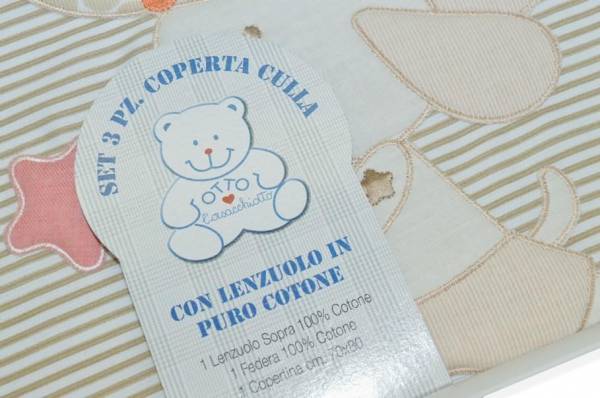 SET 3 PZ. COPERTA CULLA
OTTO
Casacchiotto
CON LENZUOLO IN
PURO COTONE
1 Lenzuolo Sopra 100% Cotone
1 Federa 100% Cotone
1 Copertina cm. 70x80